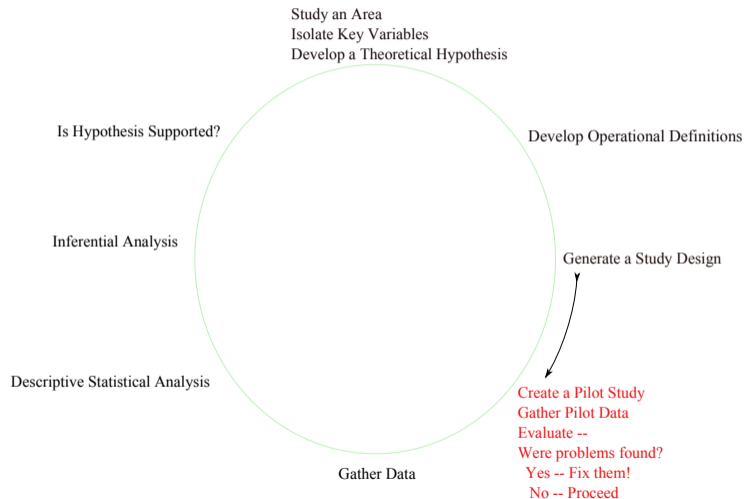 Study an Area
Isolate Key Variables
Develop a Theoretical Hypothesis
Is Hypothesis Supported?
Develop Operational Definitions
Inferential Analysis
Generate a Study Design
Descriptive Statistical Analysis
Create a Pilot Study
Gather Pilot Data
Evaluate --
Were problems found?
Yes -- Fix them!
No -- Proceed
Gather Data